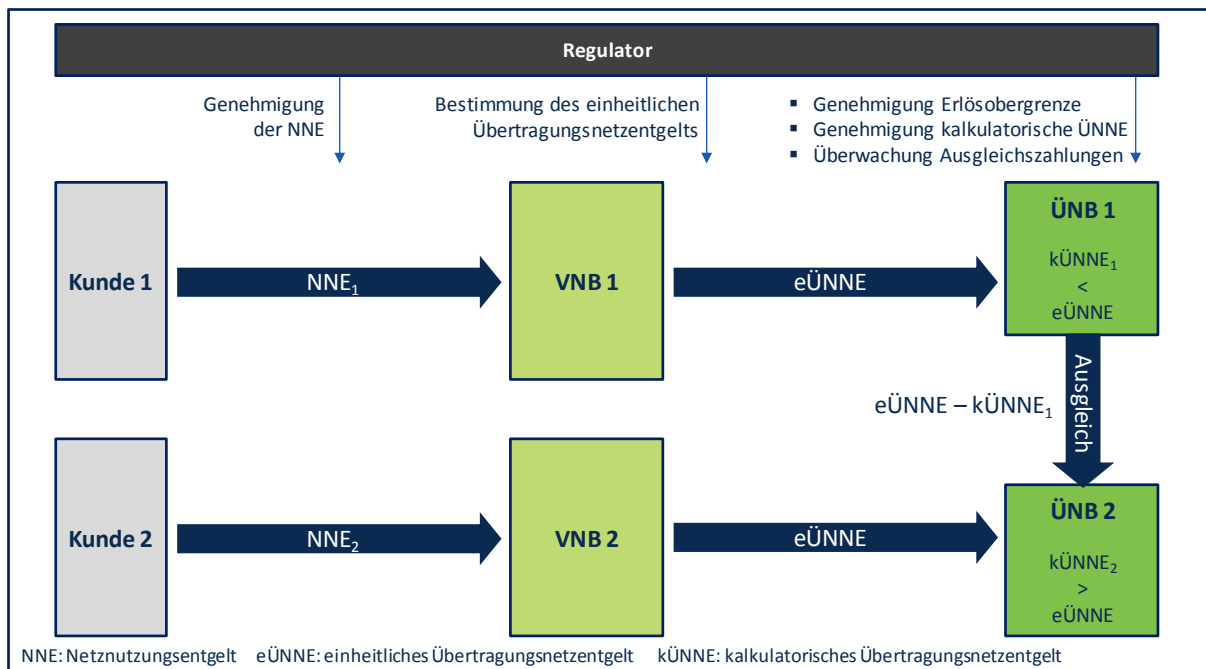 Regulator
Genehmigung
der NNE
Bestimmung des einheitlichen
Übertragungsnetzentgelts
▪ Genehmigung Erlösobergrenze
▪ Genehmigung kalkulatorische ÜNNE
▪ Überwachung Ausgleichszahlungen
Kunde 1
NNE₁
VNB 1
eÜNNE
ÜNB 1
kÜNNE₁
<
eÜNNE
eÜNNE – kÜNNE₁
Ausgleich
Kunde 2
NNE₂
VNB 2
eÜNNE
ÜNB 2
kÜNNE₂
>
eÜNNE
NNE: Netznutzungsentgelt eÜNNE: einheitliches Übertragungsnetzentgelt kÜNNE: kalkulatorisches Übertragungsnetzentgelt